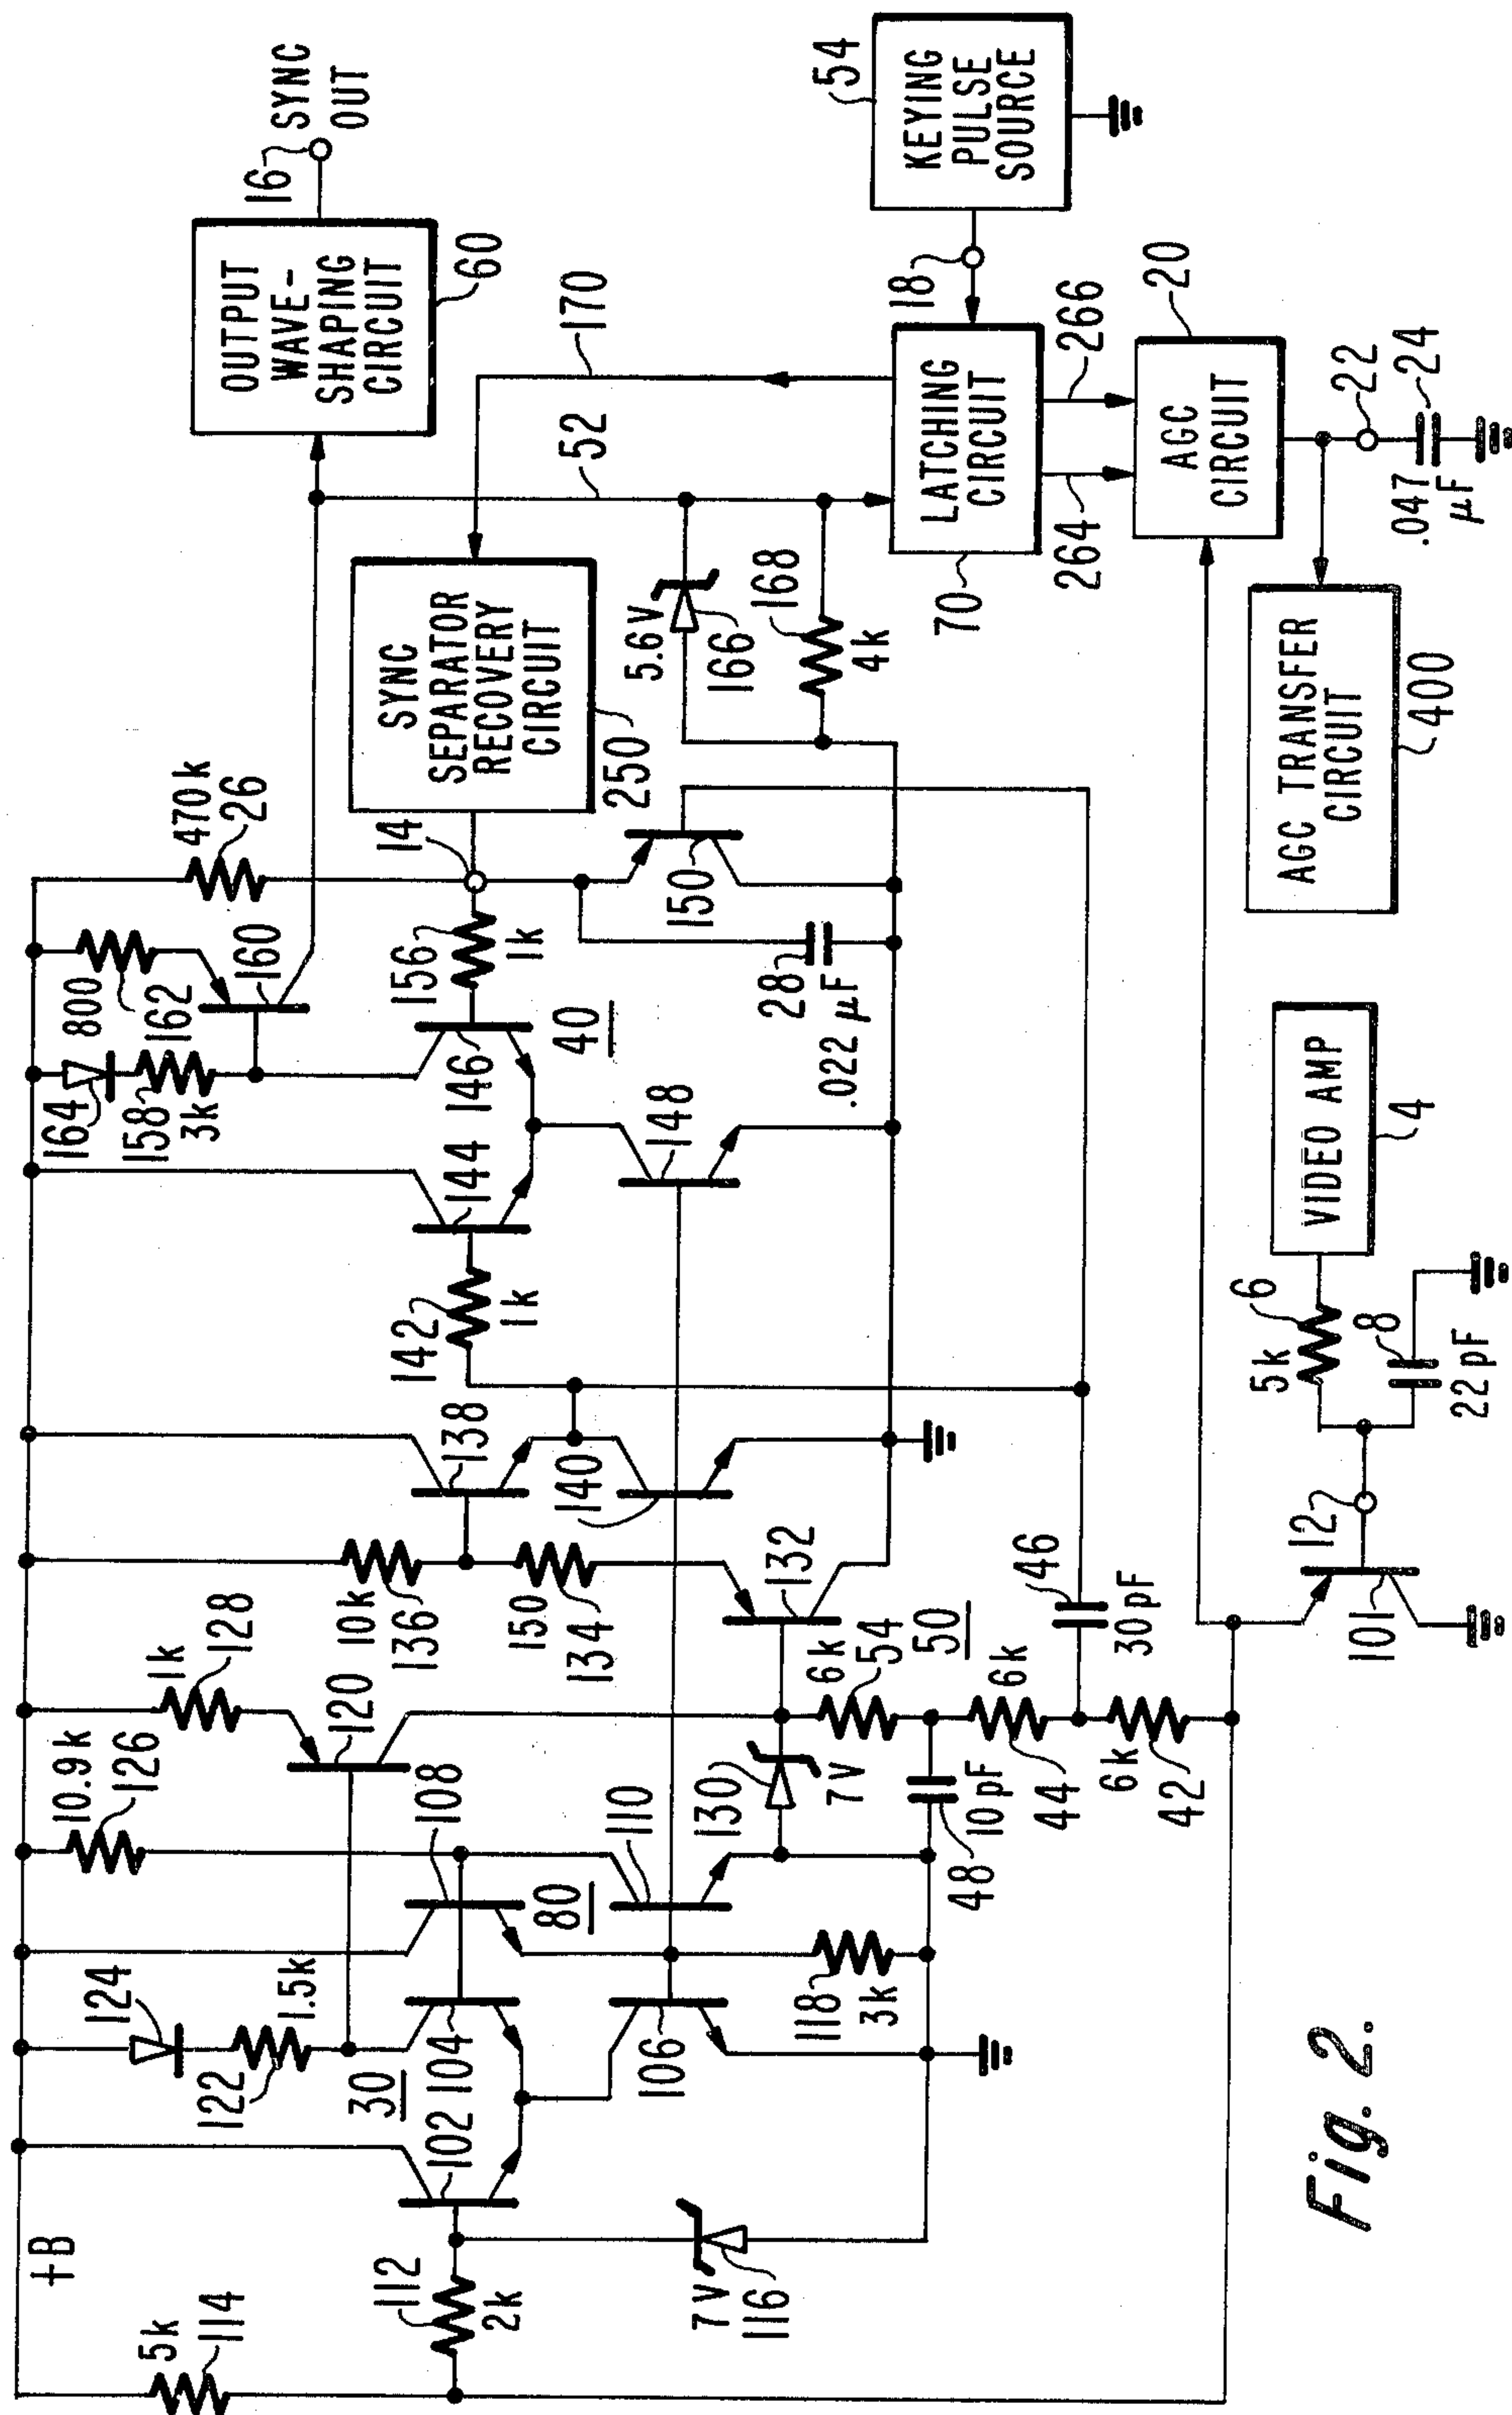 +B
5k
114
112
2k
7V
116
124
122
1.5k
30
102
104
106
108
80
110
118
3k
10.9k
126
1k
128
120
130
7V
48
10pF
6k
54
50
6k
44
6k
42
10k
136
150
134
132
138
140
46
30pF
142
1k
144
146
148
40
164
158
3k
800
162
160
156
1k
14
470k
26
28
.022 µF
150
SYNC
SEPARATOR
RECOVERY
CIRCUIT
250
5.6V
166
168
4k
52
170
OUTPUT
WAVE-
SHAPING
CIRCUIT
60
16
SYNC
OUT
KEYING
PULSE
SOURCE
54
18
LATCHING
CIRCUIT
70
264
266
AGC
CIRCUIT
20
22
24
.047
µF
AGC TRANSFER
CIRCUIT
400
VIDEO AMP
4
6
5k
8
22pF
12
101
Fig. 2.